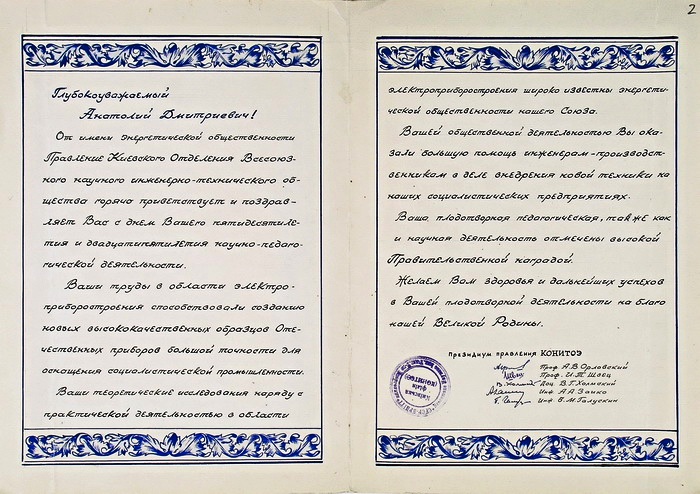 2
Глубокоуважаемый
Анатолий Дмитриевич!
От имени энергетической общественности
Правление Киевского Отделения Всесоюз-
ного научного инженерно-технического об-
щества горячо приветствует и поздрав-
ляет Вас с днем Вашего пятидесятиле-
тия и двадцатипятилетия научно-педаго-
гической деятельности.
Ваши труды в области электро-
приборостроения способствовали созданию
новых высококачественных образцов Оте-
чественных приборов большой точности для
оснащения социалистической промышленности.
Ваши теоретические исследования наряду с
практической деятельностью в области
электроприборостроения широко известны энергети-
ческой общественности нашего Союза.
Вашей общественной деятельностью Вы ока-
зали большую помощь инженерам-производст-
венникам в деле внедрения новой техники на
наших социалистических предприятиях.
Ваша плодотворная педагогическая, так же как
и научная деятельность отмечены высокой
Правительственной наградой.
Желаем Вам здоровья и дальнейших успехов
в Вашей плодотворной деятельности на благо
нашей Великой Родины.
Президиум правления КОНИТОЭ
Проф. А.В. Орловский
Проф. И.Т. Швец
Доц. В.Г. Холмский
Инж. А.А. Заико
Инж. Б.М. Галускин